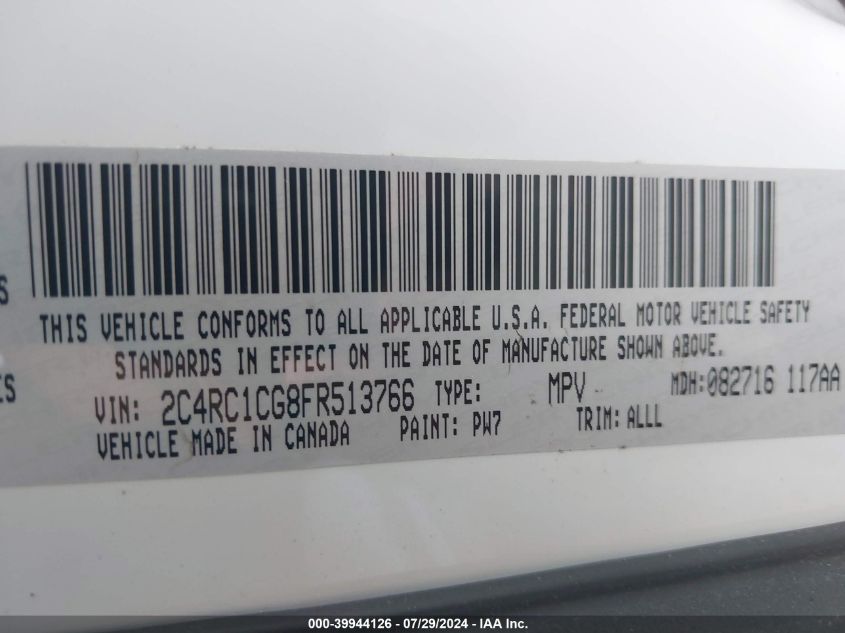 THIS VEHICLE CONFORMS TO ALL APPLICABLE U.S.A. FEDERAL MOTOR VEHICLE SAFETY
STANDARDS IN EFFECT ON THE DATE OF MANUFACTURE SHOWN ABOVE.
VIN: 2C4RC1CG8FR513766 TYPE: MPV MDH:082716 117AA
VEHICLE MADE IN CANADA PAINT: PW7 TRIM: ALLL
000-39944126 - 07/29/2024 - IAA Inc.